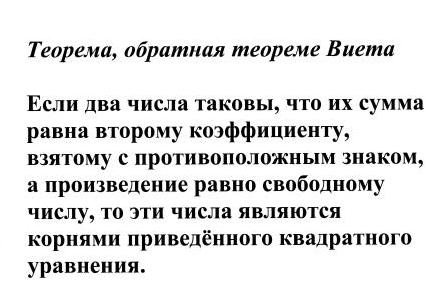 Теорема, обратная теореме Виета
Если два числа таковы, что их сумма
равна второму коэффициенту,
взятому с противоположным знаком,
а произведение равно свободному
числу, то эти числа являются
корнями приведённого квадратного
уравнения.